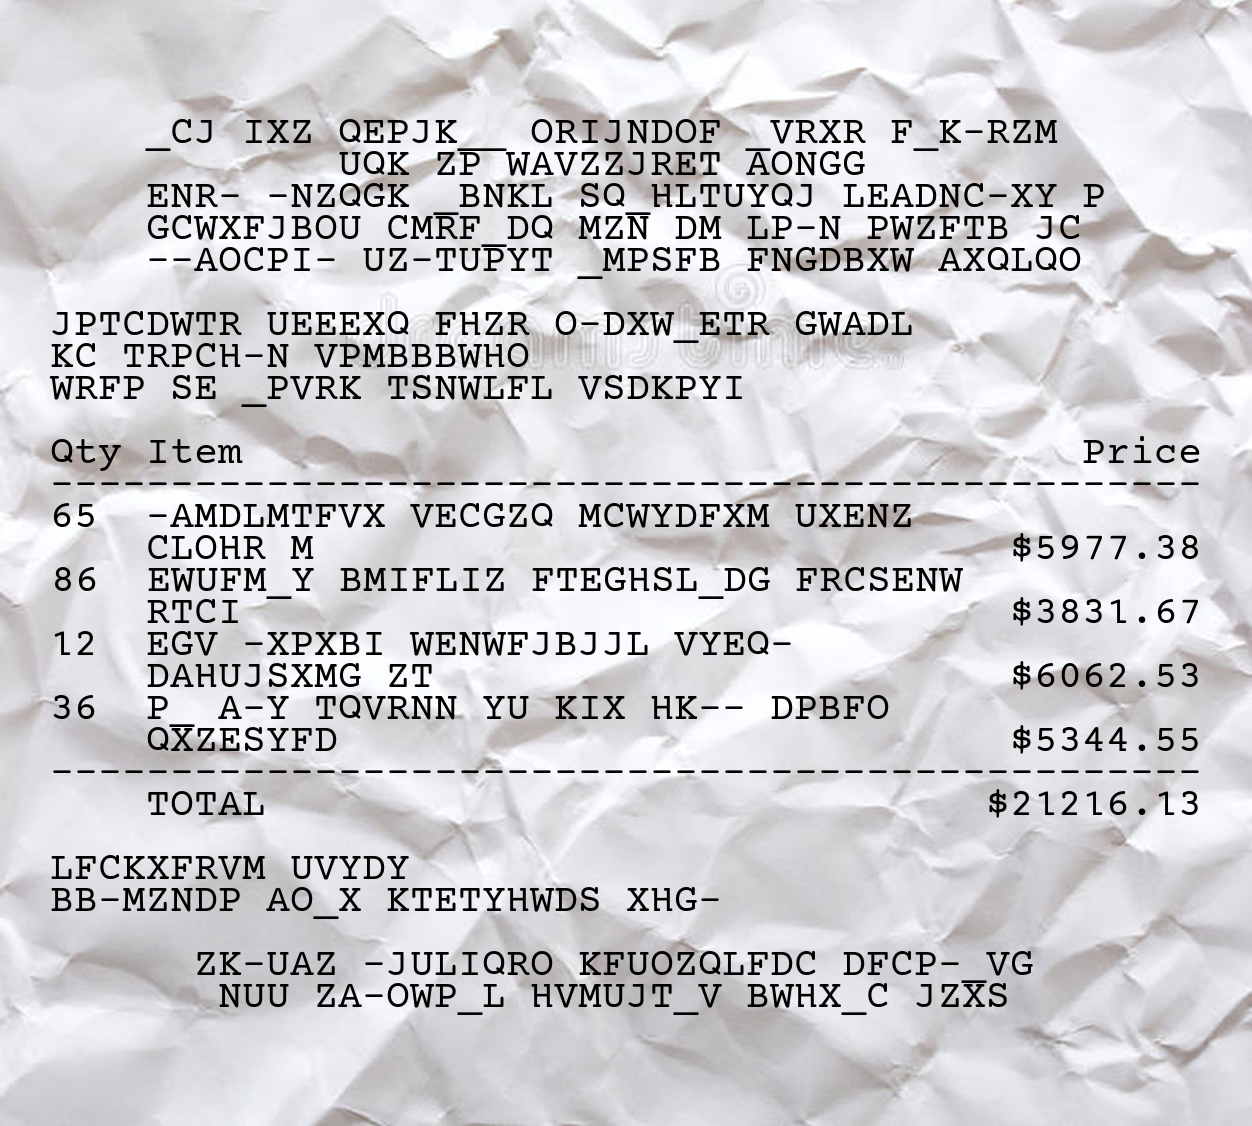 _CJ IXZ QEPJK__ ORIJNDOF _VRXR F_K-RZM
UQK ZP WAVZZJRET AONGG
ENR- -NZQGK _BNKL SQ_HLTUYQJ LEADNC-XY P
GCWXFJBOU CMRF_DQ MZN DM LP-N PWZFTB JC
--AOCPI- UZ-TUPYT _MPSFB FNGDBXW AXQLQO
JPTCDWTR UEEEXQ FHZR O-DXW_ETR GWADL
KC TRPCH-N VPMBBBWHO
WRFP SE _PVRK TSNWLFL VSDKPYI
Qty Item Price
------------------------------------------------
65 -AMDLMTFVX VECGZQ MCWYDFXM UXENZ
CLOHR M $5977.38
86 EWUFM_Y BMIFLIZ FTEGHSL_DG FRCSENW
RTCI $3831.67
12 EGV -XPXBI WENWFJBJJL VYEQ-
DAHUJSXMG ZT $6062.53
36 P_ A-Y TQVRNN YU KIX HK-- DPBFO
QXZESYFD $5344.55
------------------------------------------------
TOTAL $21216.13
LFCKXFRVM UVYDY
BB-MZNDP AO_X KTETYHWDS XHG-
ZK-UAZ -JULIQRO KFUOZQLFDC DFCP-_VG
NUU ZA-OWP_L HVMUJT_V BWHX_C JZXS